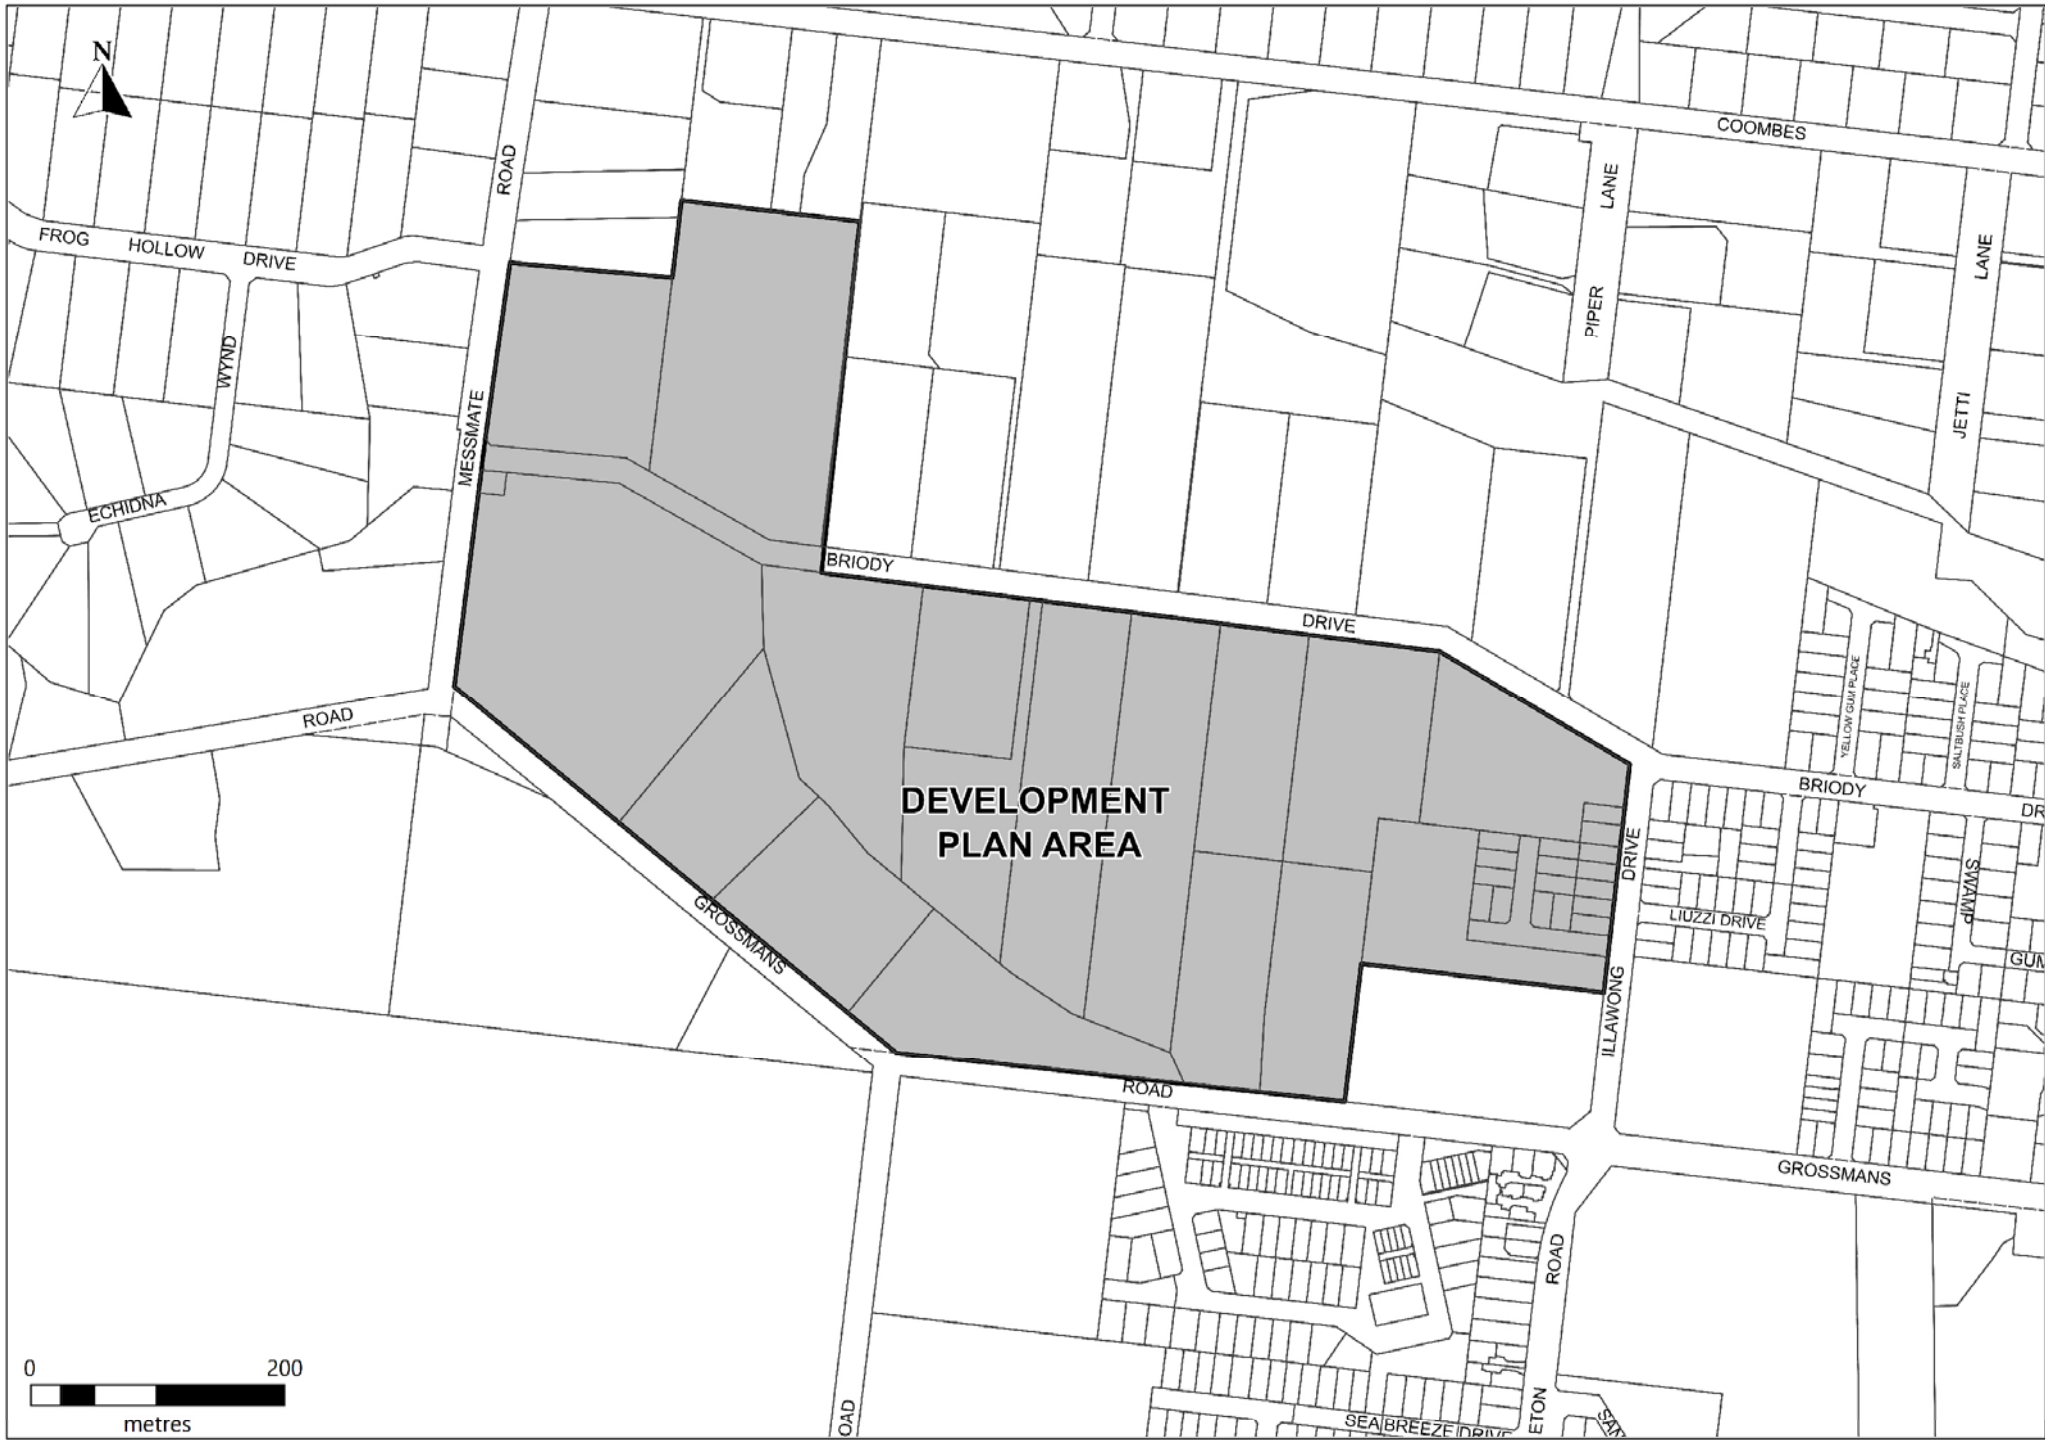 N
COOMBES
ROAD
LANE
FROG HOLLOW DRIVE
LANE
PIPER
WYND
MESSMATE
JETTI
ECHIDNA
BRIODY
DRIVE
YELLOW GUM PLACE
SALTBUSH PLACE
ROAD
BRIODY
DR
DEVELOPMENT
PLAN AREA
DRIVE
SWAMP
LIUZZI DRIVE
GROSSMANS
GUM
ILLAWONG
ROAD
GROSSMANS
ROAD
0 200
metres
OAD
ETON
SEA BREEZE DRIVE
SAN